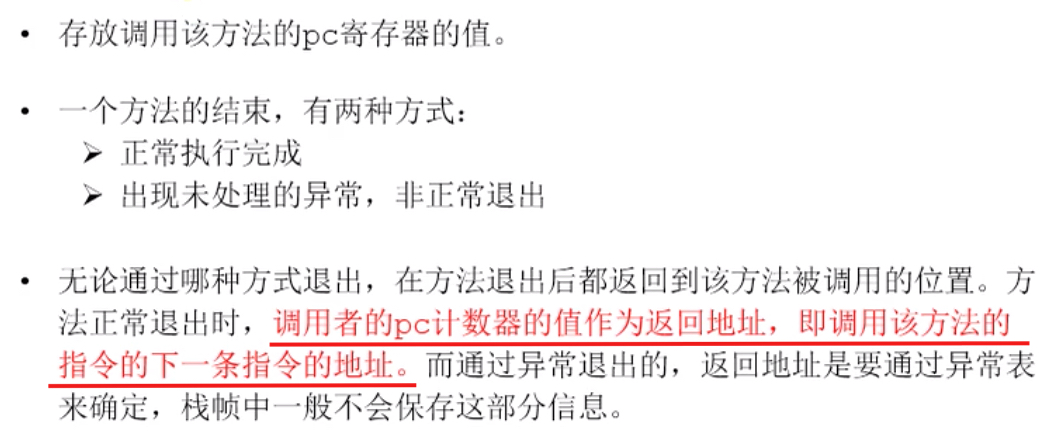 • 存放调用该方法的pc寄存器的值。
• 一个方法的结束，有两种方式：
➢ 正常执行完成
➢ 出现未处理的异常，非正常退出
• 无论通过哪种方式退出，在方法退出后都返回到该方法被调用的位置。方
法正常退出时，调用者的pc计数器的值作为返回地址，即调用该方法的
指令的下一条指令的地址。而通过异常退出的，返回地址是要通过异常表
来确定，栈帧中一般不会保存这部分信息。